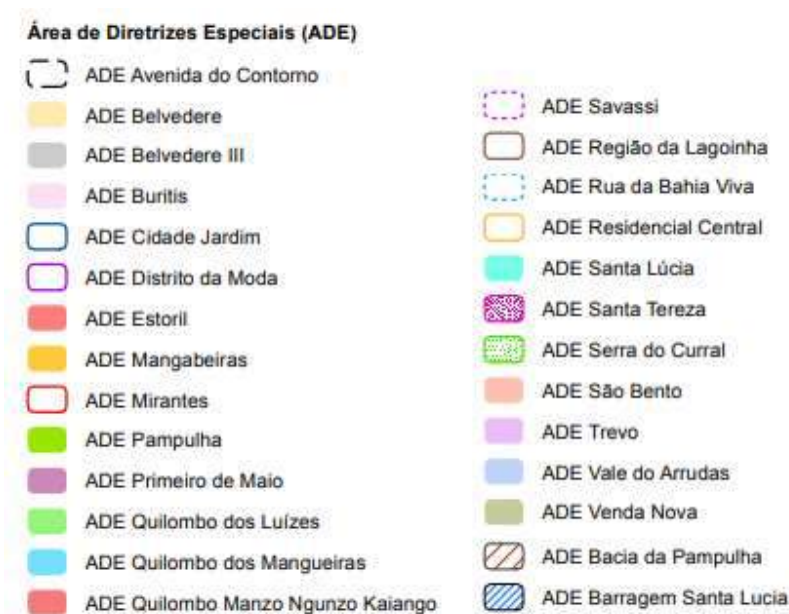 Área de Diretrizes Especiais (ADE)
ADE Avenida do Contorno
ADE Belvedere
ADE Belvedere III
ADE Buritis
ADE Cidade Jardim
ADE Distrito da Moda
ADE Estoril
ADE Mangabeiras
ADE Mirantes
ADE Pampulha
ADE Primeiro de Maio
ADE Quilombo dos Luízes
ADE Quilombo dos Mangueiras
ADE Quilombo Manzo Ngunzo Kaiango
ADE Savassi
ADE Região da Lagoinha
ADE Rua da Bahia Viva
ADE Residencial Central
ADE Santa Lúcia
ADE Santa Tereza
ADE Serra do Curral
ADE São Bento
ADE Trevo
ADE Vale do Arrudas
ADE Venda Nova
ADE Bacia da Pampulha
ADE Barragem Santa Lucia